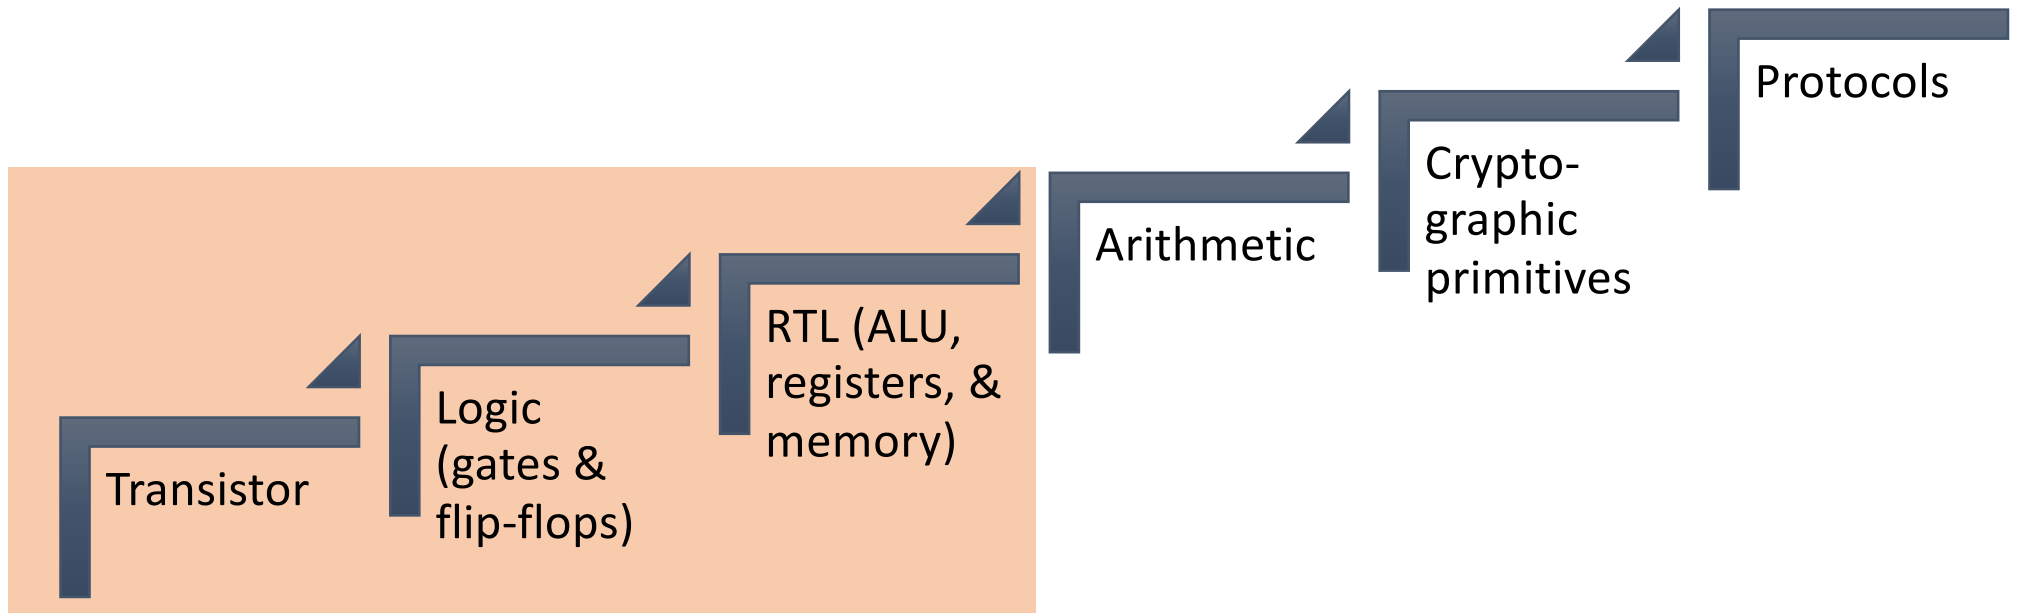 Transistor
Logic
(gates &
flip-flops)
RTL (ALU,
registers, &
memory)
Arithmetic
Crypto-
graphic
primitives
Protocols